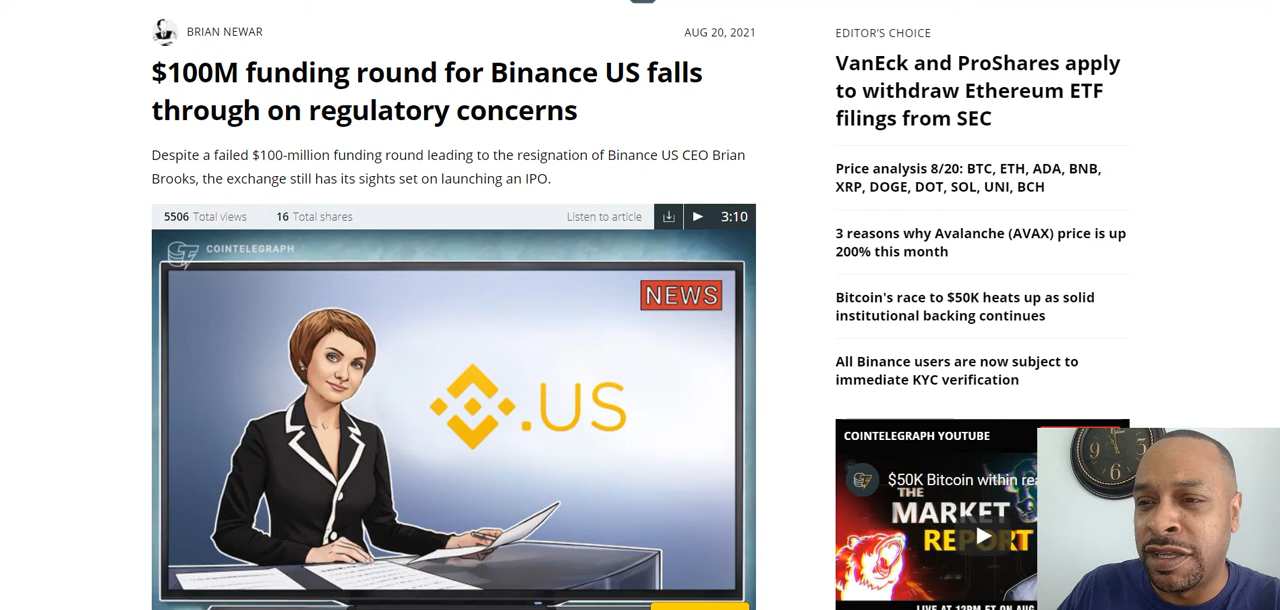 BRIAN NEWAR
AUG 20, 2021
$100M funding round for Binance US falls
through on regulatory concerns
Despite a failed $100-million funding round leading to the resignation of Binance US CEO Brian
Brooks, the exchange still has its sights set on launching an IPO.
5506 Total views
16 Total shares
Listen to article
3:10
COINTELEGRAPH
NEWS
.US
EDITOR'S CHOICE
VanEck and ProShares apply
to withdraw Ethereum ETF
filings from SEC
Price analysis 8/20: BTC, ETH, ADA, BNB,
XRP, DOGE, DOT, SOL, UNI, BCH
3 reasons why Avalanche (AVAX) price is up
200% this month
Bitcoin's race to $50K heats up as solid
institutional backing continues
All Binance users are now subject to
immediate KYC verification
COINTELEGRAPH YOUTUBE
$50K Bitcoin within
THE
MARKET
REPORT
LIVE AT 12PM ET ON AUG